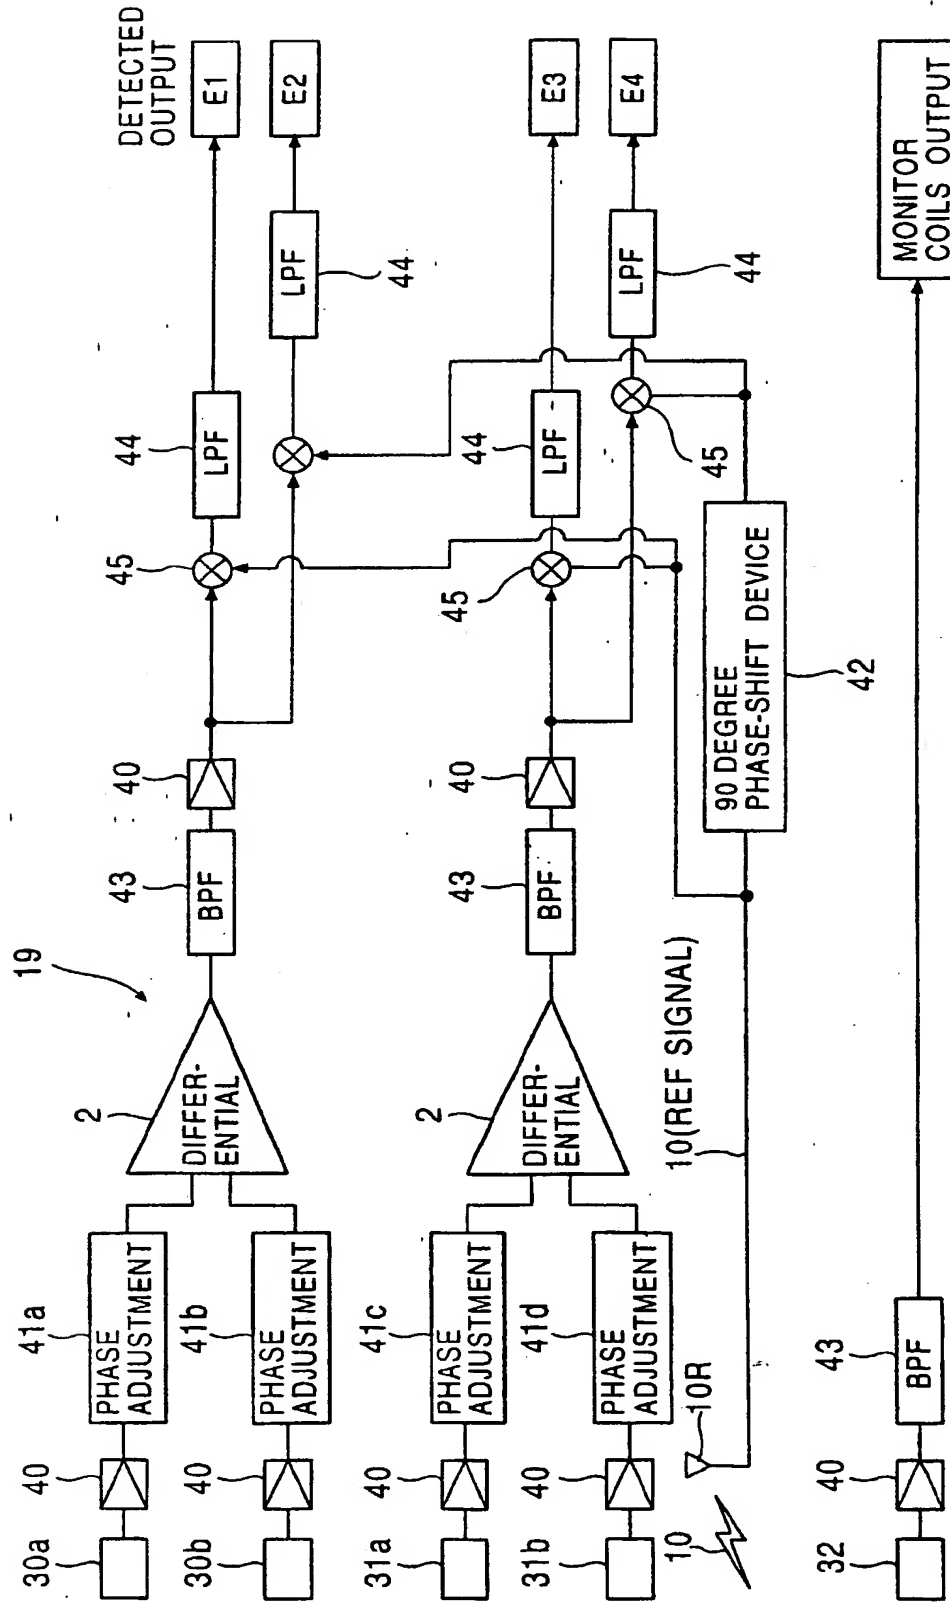 19
30a
40
41a
PHASE
ADJUSTMENT
2
DIFFER-
ENTIAL
43
BPF
40
45
44
LPF
DETECTED
OUTPUT
E1
30b
40
41b
PHASE
ADJUSTMENT
LPF
44
E2
31a
40
41c
PHASE
ADJUSTMENT
2
DIFFER-
ENTIAL
43
BPF
40
45
44
LPF
E3
31b
40
41d
PHASE
ADJUSTMENT
45
LPF
44
E4
10
10R
10(REF SIGNAL)
90 DEGREE
PHASE-SHIFT DEVICE
42
32
40
43
BPF
MONITOR
COILS OUTPUT